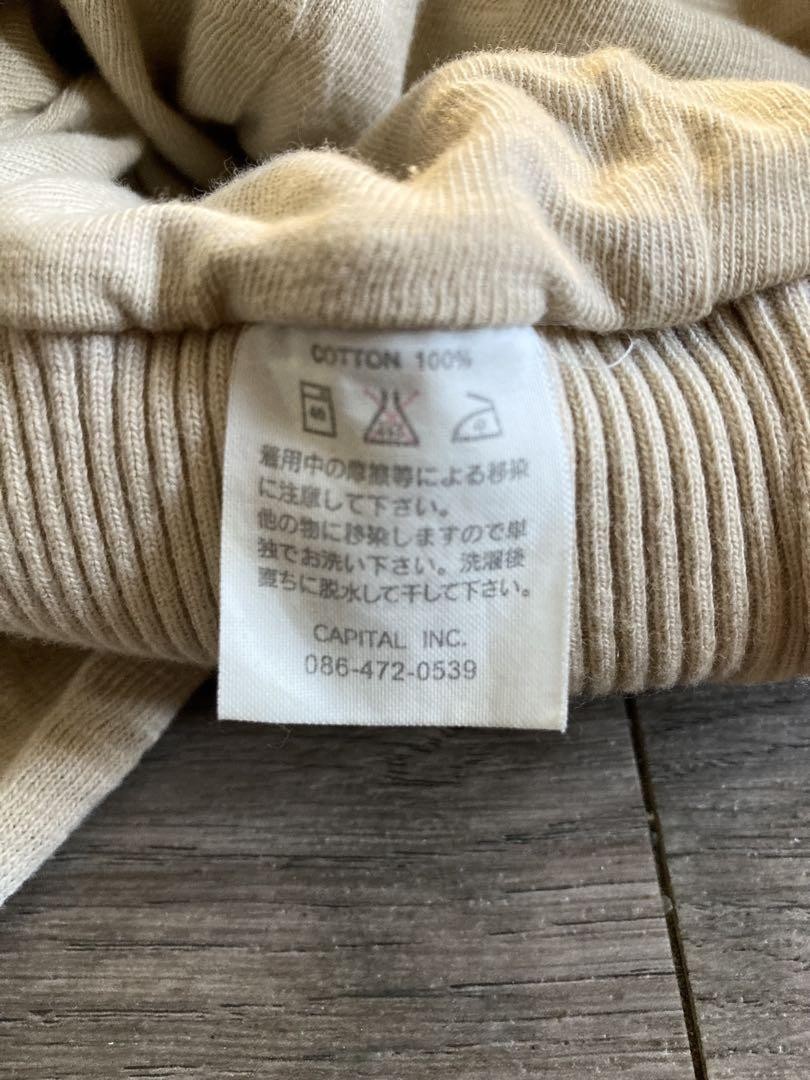 COTTON 100%
40
着用中の摩擦等による移染
に注意して下さい。
他の物に移染しますので単
独でお洗い下さい。洗濯後
直ちに脱水して干して下さい。
CAPITAL INC.
086-472-0539